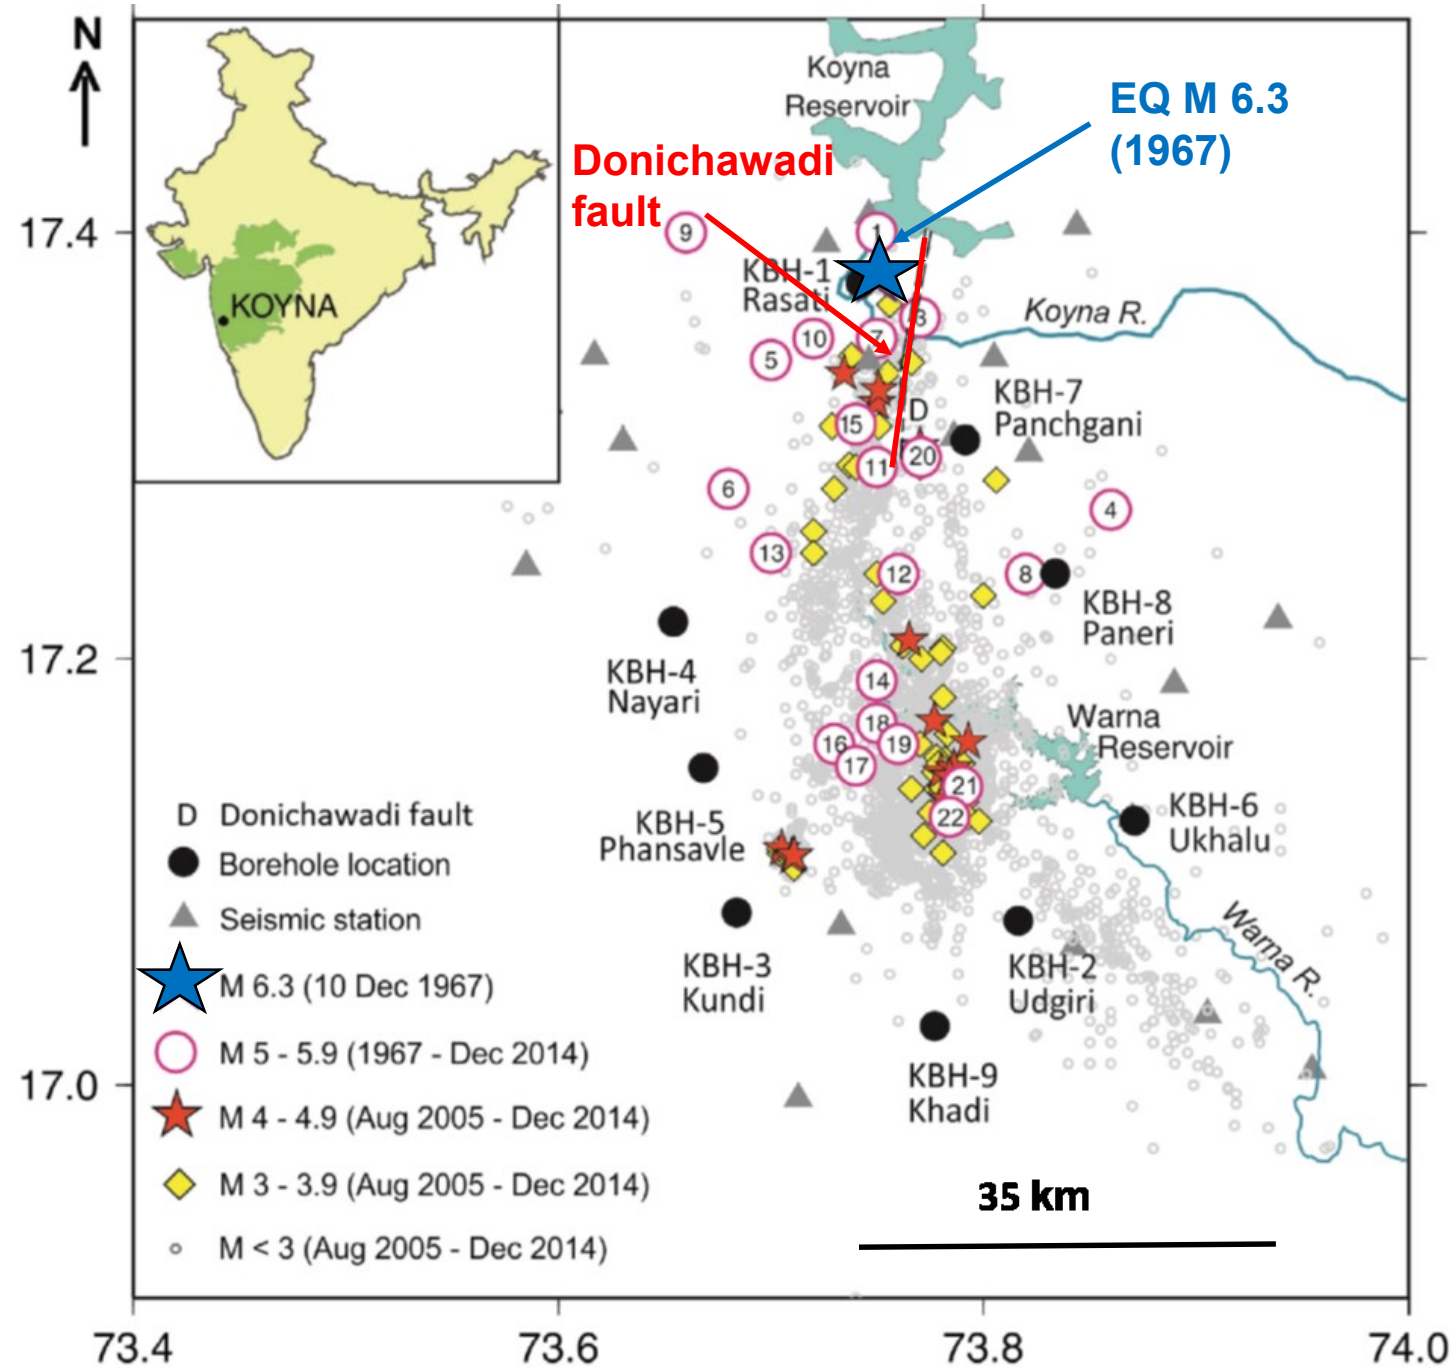 N
KOYNA
Koyna
Reservoir
EQ M 6.3
(1967)
Donichawadi
fault
17.4
9
1
KBH-1
Rasati
3
Koyna R.
10
7
5
KBH-7
Panchgani
D
15
20
11
6
4
13
12
8
KBH-8
Paneri
17.2
KBH-4
Nayari
14
18
16
19
17
Warna
Reservoir
21
22
KBH-6
Ukhalu
KBH-5
Phansavle
D Donichawadi fault
Borehole location
Seismic station
M 6.3 (10 Dec 1967)
M 5 - 5.9 (1967 - Dec 2014)
M 4 - 4.9 (Aug 2005 - Dec 2014)
M 3 - 3.9 (Aug 2005 - Dec 2014)
M < 3 (Aug 2005 - Dec 2014)
KBH-3
Kundi
KBH-2
Udgiri
Warna R.
17.0
KBH-9
Khadi
35 km
73.4
73.6
73.8
74.0